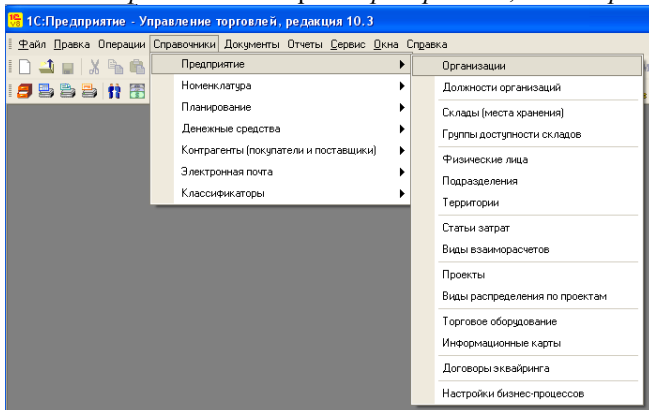 1С:Предприятие - Управление торговлей, редакция 10.3
Файл Правка Операции Справочники Документы Отчеты Сервис Окна Справка
Предприятие
Номенклатура
Планирование
Денежные средства
Контрагенты (покупатели и поставщики)
Электронная почта
Классификаторы
Организации
Должности организаций
Склады (места хранения)
Группы доступности складов
Физические лица
Подразделения
Территории
Статьи затрат
Виды взаиморасчетов
Проекты
Виды распределения по проектам
Торговое оборудование
Информационные карты
Договоры эквайринга
Настройки бизнес-процессов